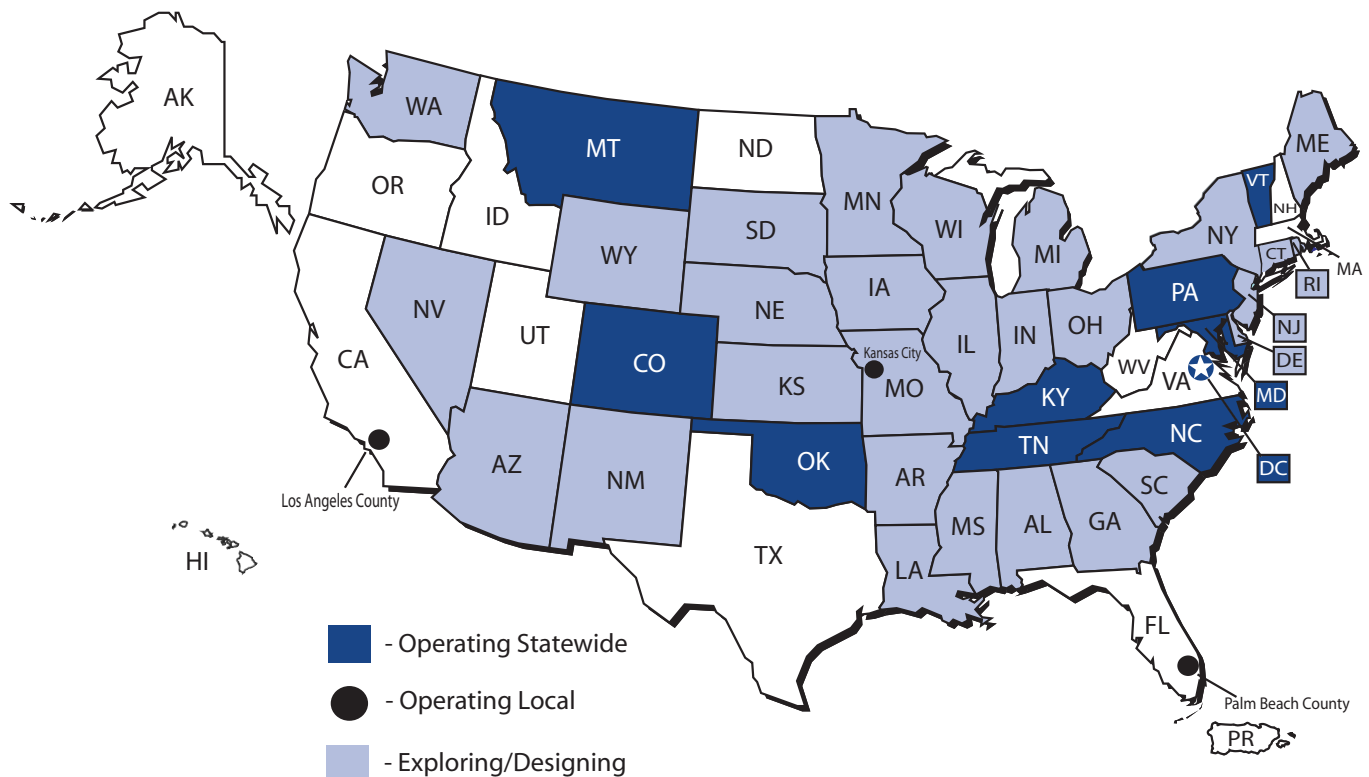 AK
WA
MT
ND
MN
ME
VT
NH
OR
ID
SD
WI
NY
WY
MI
CT
MA
RI
IA
PA
NE
NV
OH
NJ
UT
IL
IN
DE
CA
CO
Kansas City
WV
VA
KS
MO
KY
MD
TN
NC
OK
DC
AZ
NM
AR
SC
Los Angeles County
MS
AL
GA
HI
TX
LA
FL
- Operating Statewide
- Operating Local
Palm Beach County
PR
- Exploring/Designing